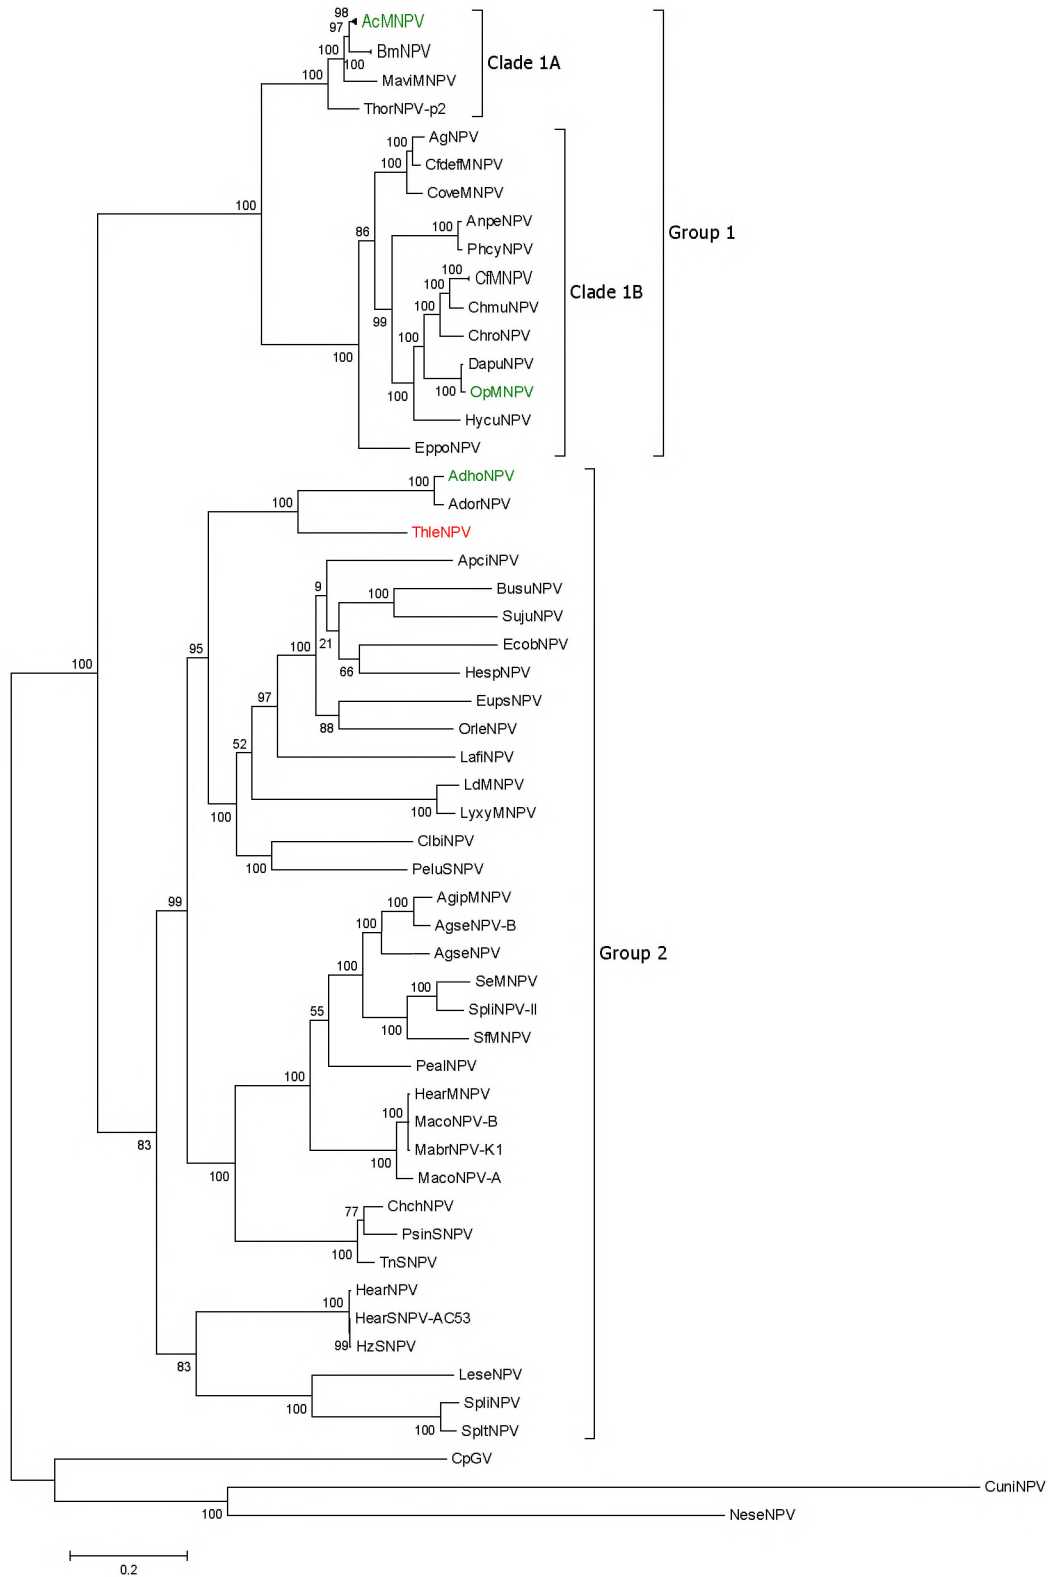 98
AcMNPV
97
BmNPV
100
100
Clade 1A
100
MaviMNPV
ThorNPV-p2
AgNPV
100
CfdefMNPV
100
CoveMNPV
100
AnpeNPV
100
86
PhcyNPV
Group 1
100
CfMNPV
100
Clade 1B
100
ChmuNPV
99
100
ChroNPV
100
DapuNPV
100
OpMNPV
100
HycuNPV
EppoNPV
AdhoNPV
100
100
AdorNPV
ThleNPV
ApciNPV
9
100
BusuNPV
SujuNPV
95
100
21
EcobNPV
100
66
HespNPV
97
EupsNPV
88
OrleNPV
52
LafiNPV
LdMNPV
100
100
LyxyMNPV
ClbiNPV
100
PeluSNPV
99
100
AgipMNPV
100
AgseNPV-B
AgseNPV
Group 2
100
100
SeMNPV
55
SpliNPV-II
100
SfMNPV
100
PealNPV
HearMNPV
100
MacoNPV-B
83
MabrNPV-K1
100
100
MacoNPV-A
77
ChchNPV
PsinSNPV
100
TnSNPV
100
HearNPV
HearSNPV-AC53
99
HzSNPV
83
LeseNPV
100
SpliNPV
100
SpltNPV
CpGV
CuniNPV
100
NeseNPV
0.2